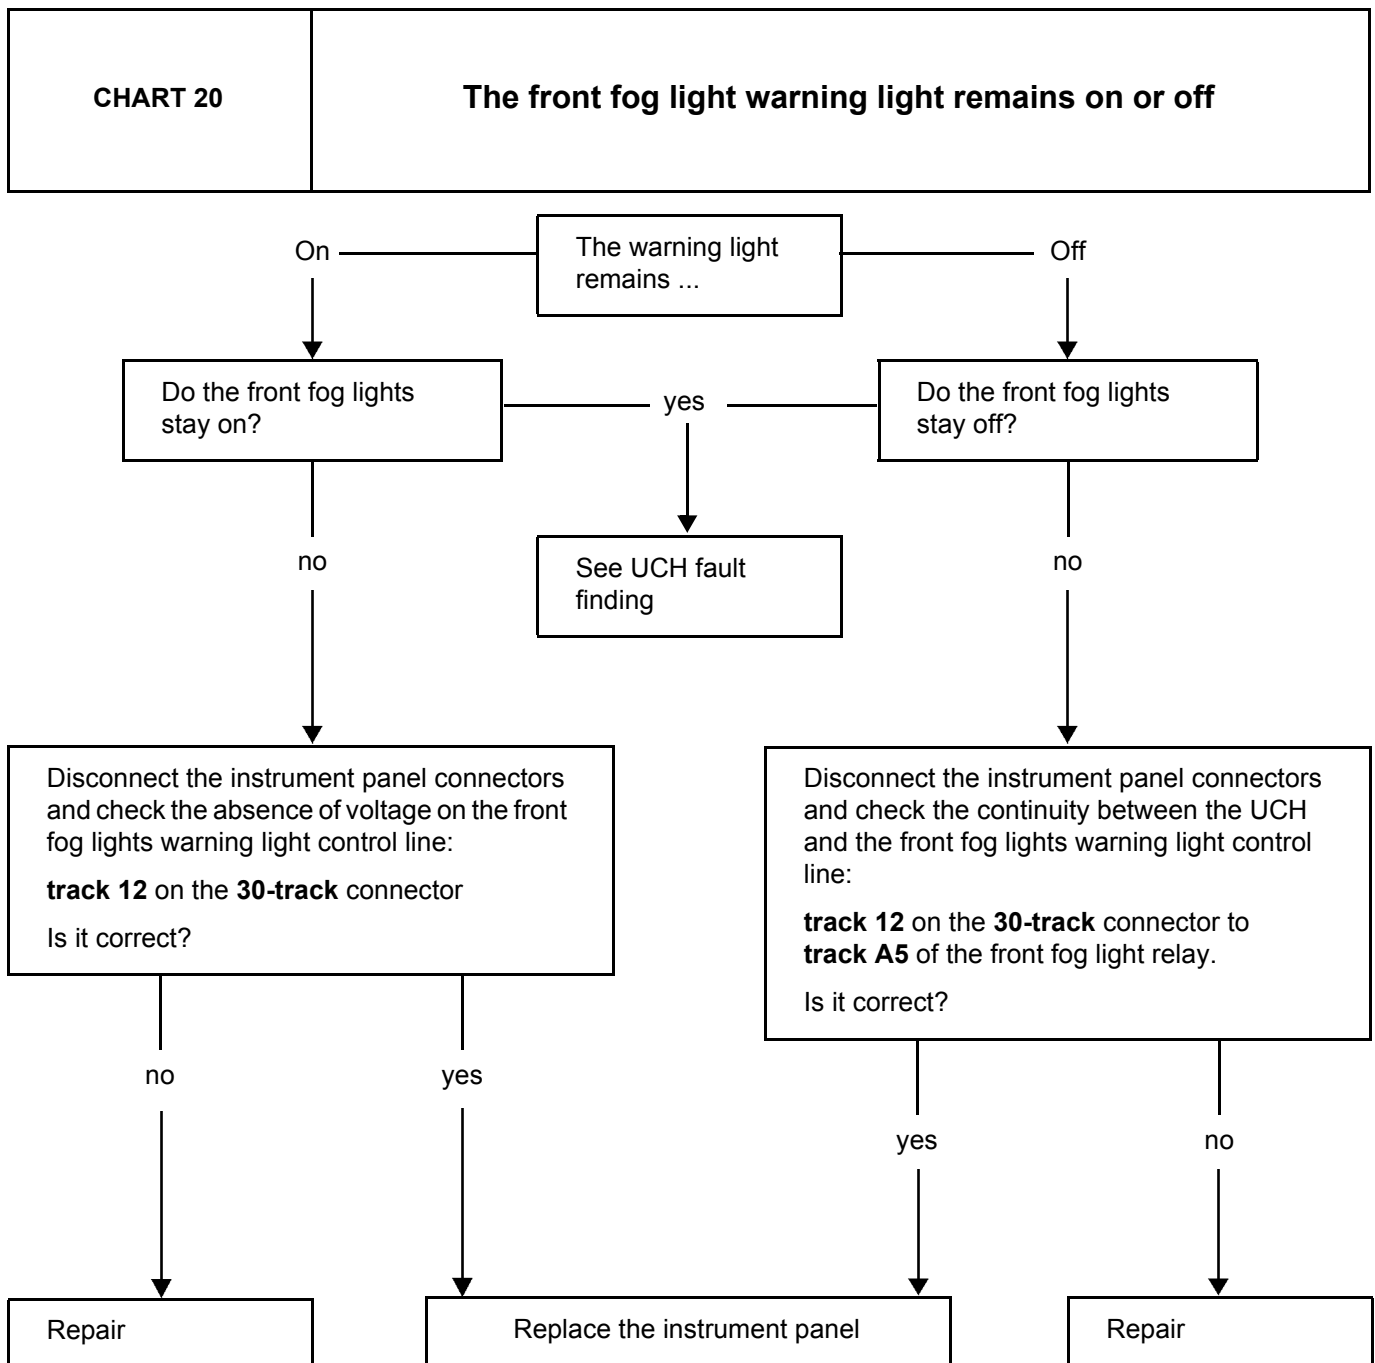 CHART 20
The front fog light warning light remains on or off
On
The warning light
remains ...
Off
Do the front fog lights
stay on?
yes
Do the front fog lights
stay off?
no
See UCH fault
finding
no
Disconnect the instrument panel connectors
and check the absence of voltage on the front
fog lights warning light control line:
track 12 on the 30-track connector
Is it correct?
Disconnect the instrument panel connectors
and check the continuity between the UCH
and the front fog lights warning light control
line:
track 12 on the 30-track connector to
track A5 of the front fog light relay.
Is it correct?
no
yes
yes
no
Repair
Replace the instrument panel
Repair